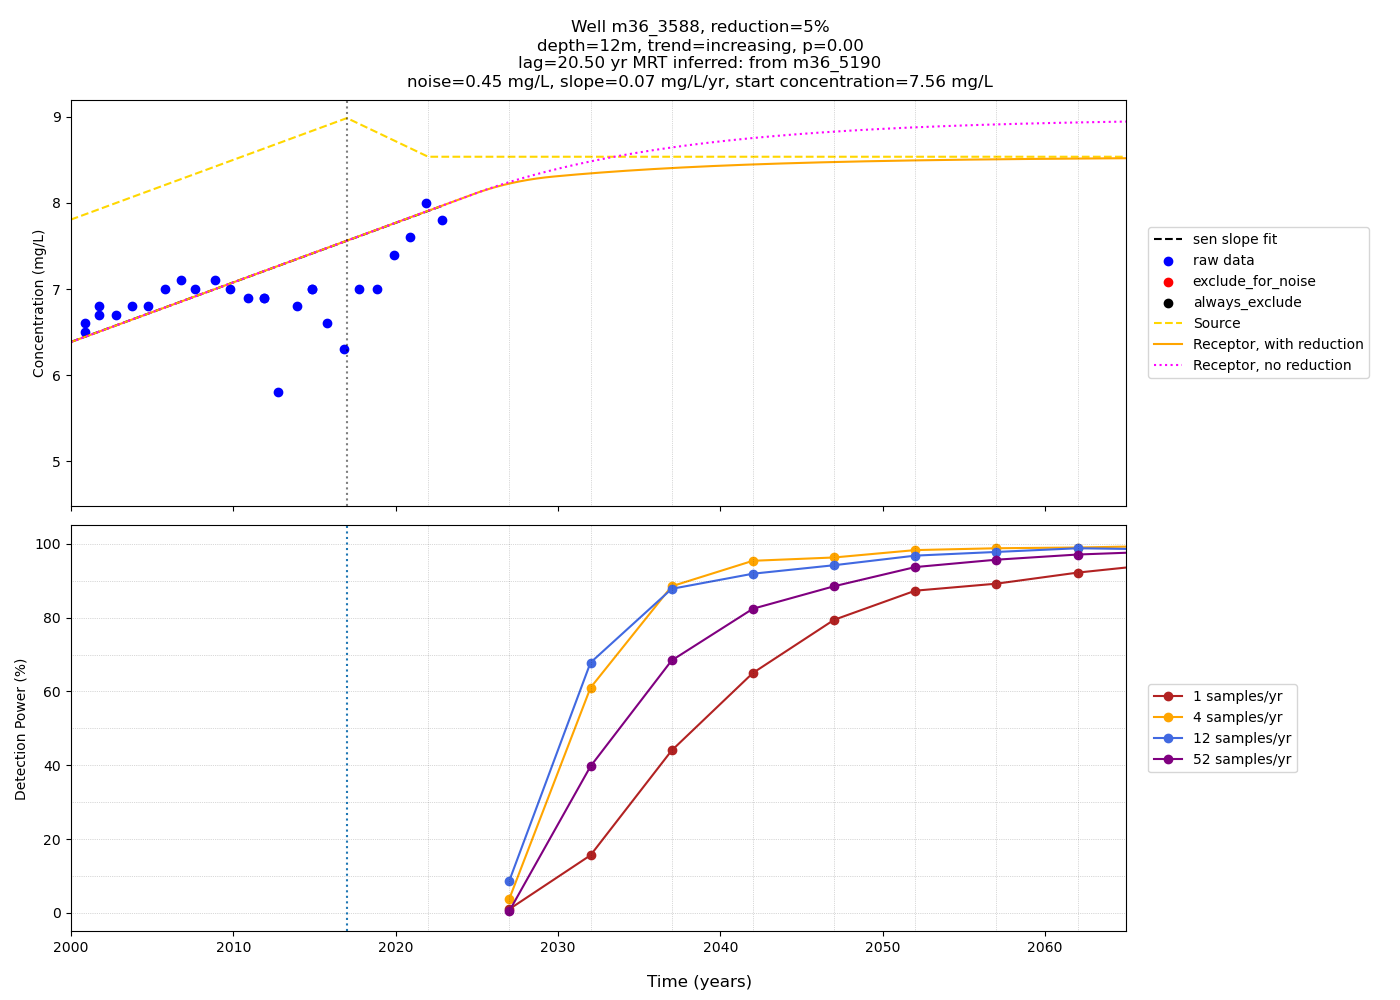 Well m36_3588, reduction=5%
depth=12m, trend=increasing, p=0.00
lag=20.50 yr MRT inferred: from m36_5190
noise=0.45 mg/L, slope=0.07 mg/L/yr, start concentration=7.56 mg/L
9
8
7
6
5
Concentration (mg/L)
sen slope fit
raw data
exclude_for_noise
always_exclude
Source
Receptor, with reduction
Receptor, no reduction
100
80
60
40
20
0
Detection Power (%)
1 samples/yr
4 samples/yr
12 samples/yr
52 samples/yr
2000
2010
2020
2030
2040
2050
2060
Time (years)